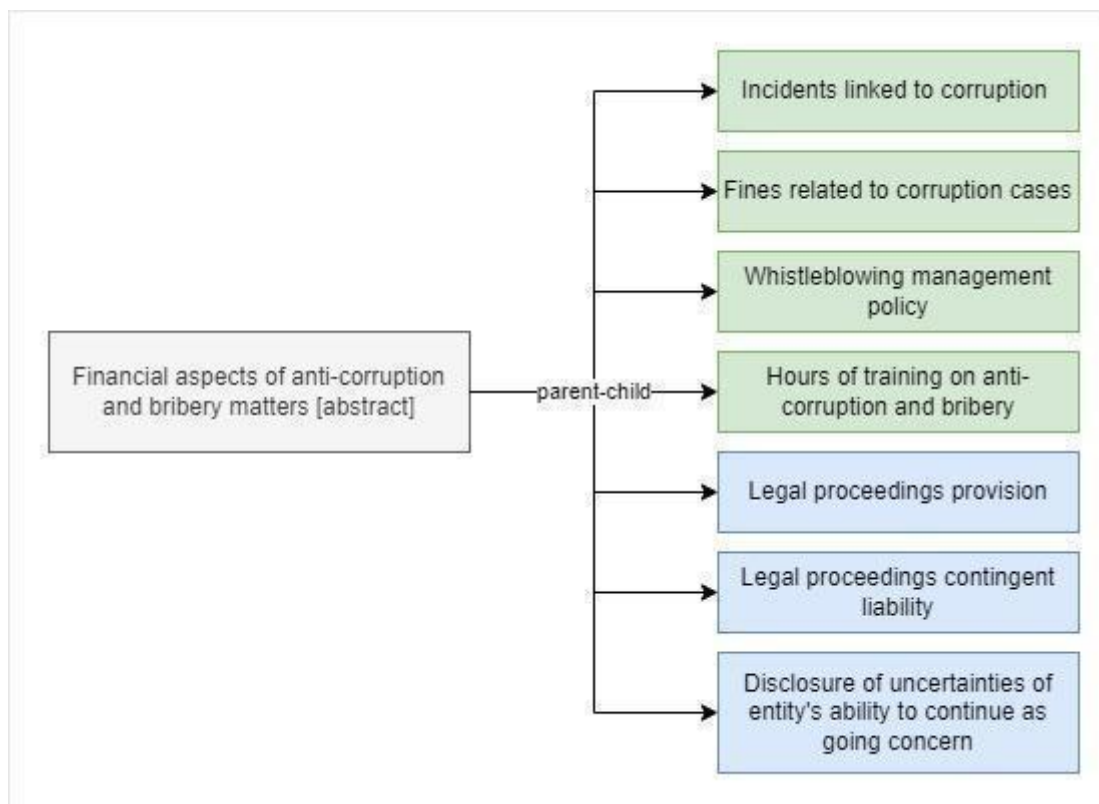 Incidents linked to corruption
Fines related to corruption cases
Whistleblowing management
policy
Financial aspects of anti-corruption
and bribery matters [abstract]
parent-child
Hours of training on anti-
corruption and bribery
Legal proceedings provision
Legal proceedings contingent
liability
Disclosure of uncertainties of
entity's ability to continue as
going concern